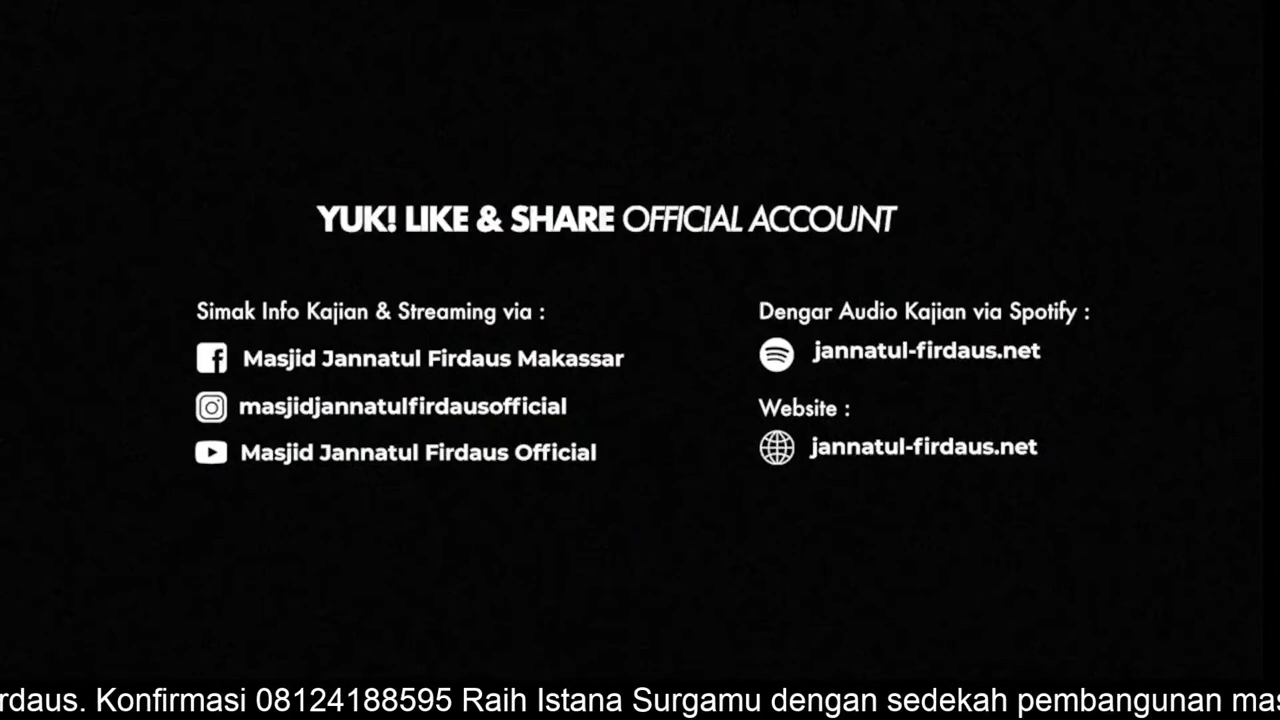 YUK! LIKE & SHARE OFFICIAL ACCOUNT
Simak Info Kajian & Streaming via :
Masjid Jannatul Firdaus Makassar
masjidjannatulfirdausofficial
Masjid Jannatul Firdaus Official
Dengar Audio Kajian via Spotify :
jannatul-firdaus.net
Website :
jannatul-firdaus.net
rdaus. Konfirmasi 08124188595 Raih Istana Surgamu dengan sedekah pembangunan mas